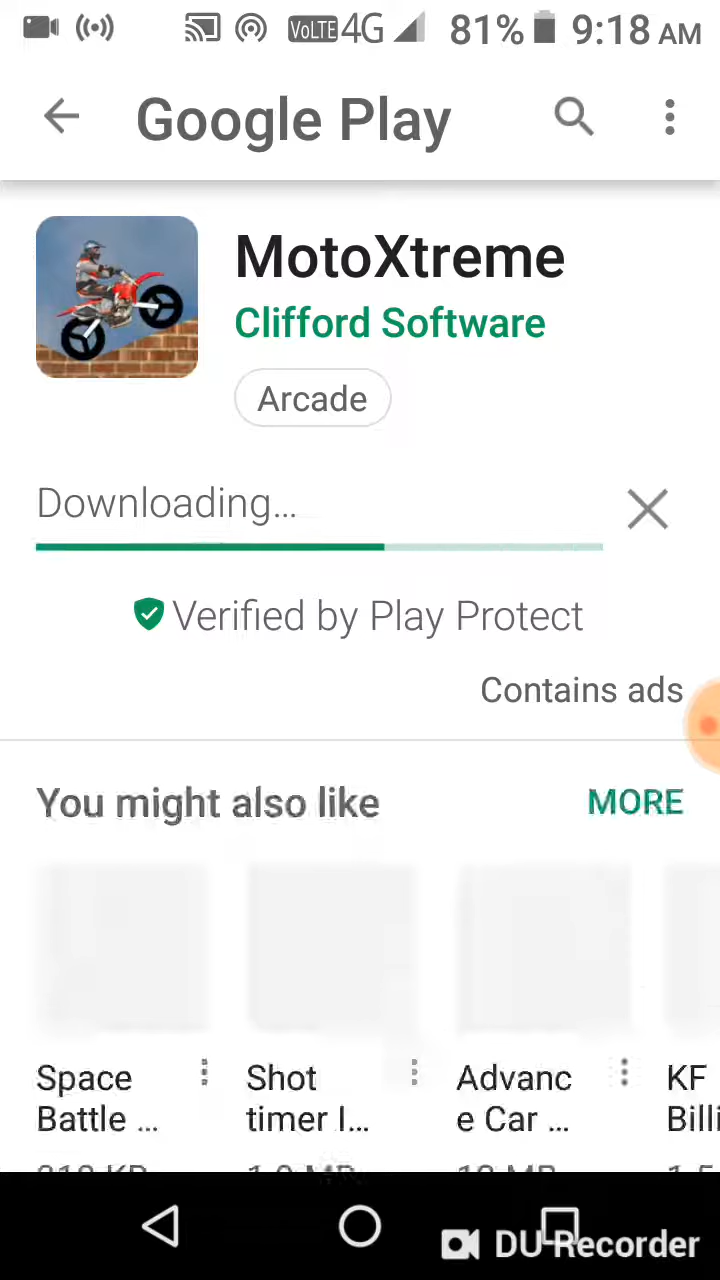 VoLTE 4G 81% 9:18 AM
Google Play
MotoXtreme
Clifford Software
Arcade
Downloading...
Verified by Play Protect
Contains ads
You might also like MORE
Space Shot Advanc KF
Battle ... timer I... e Car ... Billi
DU Recorder